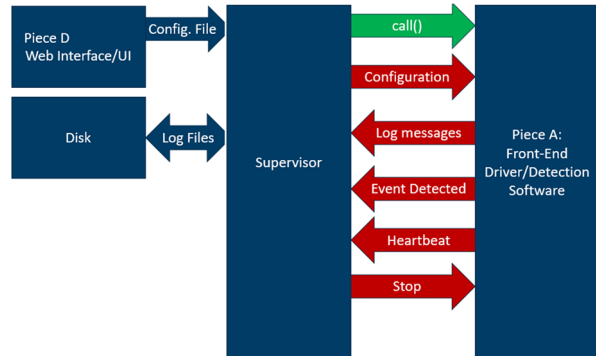 Piece D
Web Interface/UI
Config. File
call()
Configuration
Disk
Log Files
Supervisor
Log messages
Event Detected
Heartbeat
Stop
Piece A:
Front-End
Driver/Detection
Software